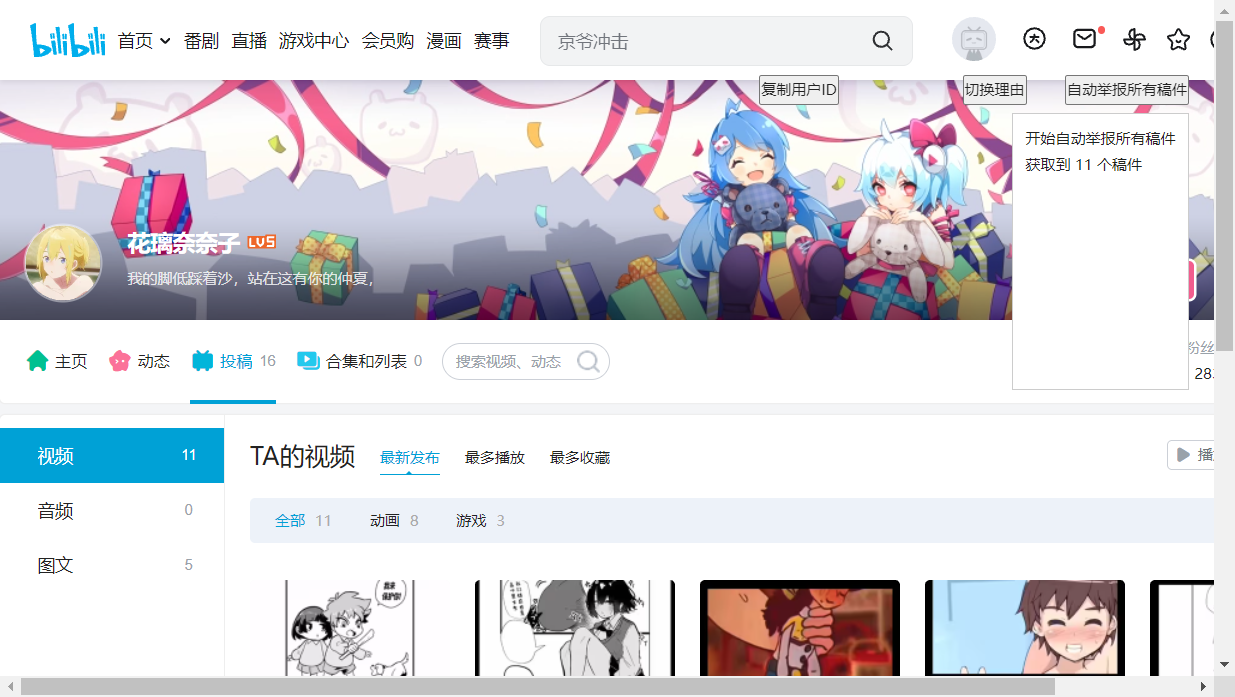 bilibili 首页 番剧 直播 游戏中心 会员购 漫画 赛事 京爷冲击
复制用户ID 切换理由 自动举报所有稿件
开始自动举报所有稿件
获取到 11 个稿件
花璃奈奈子 LV5
我的脚低踩着沙，站在这有你的仲夏，
主页 动态 投稿 16 合集和列表 0 搜索视频、动态
粉丝
28
视频 11
TA的视频 最新发布 最多播放 最多收藏 播
音频 0
全部 11 动画 8 游戏 3
图文 5